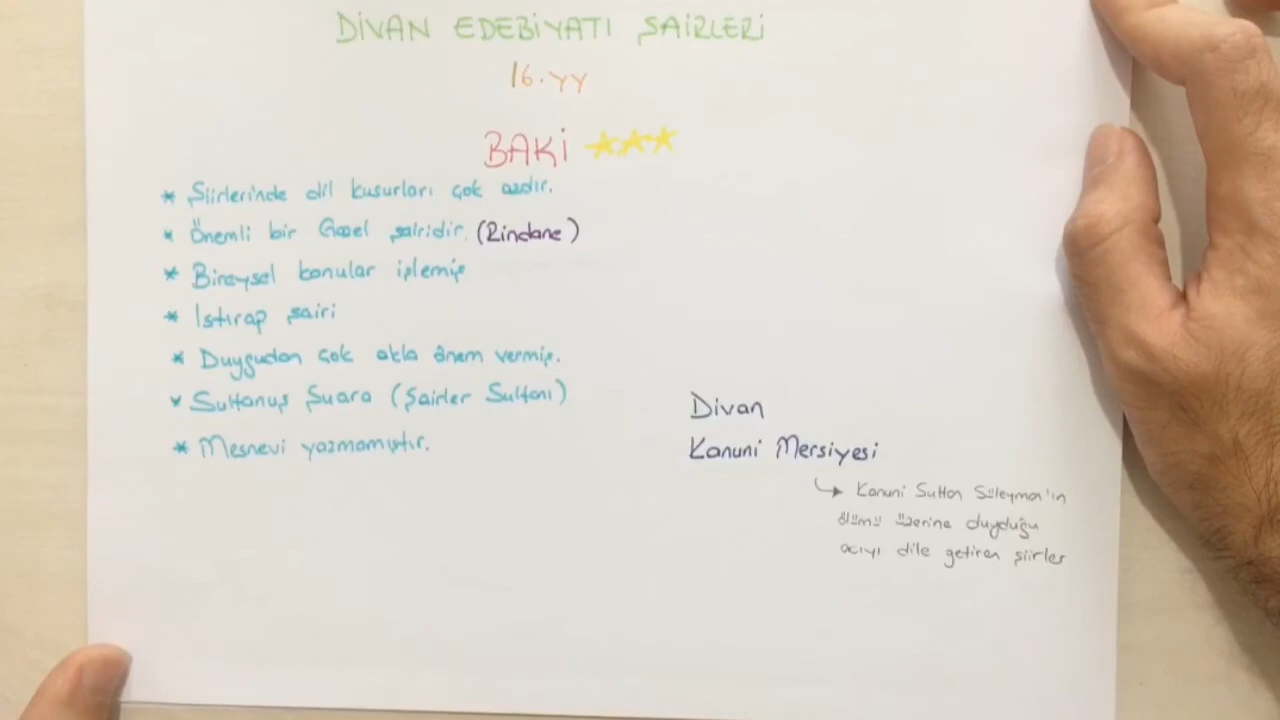 DİVAN EDEBİYATI ŞAİRLERİ
16.YY
BAKİ
* Şiirlerinde dil kusurları çok azdır.
* Önemli bir Gazel şairidir. (Rindane)
* Bireysel konular işlemiş
* Istırap şairi
* Duygudan çok akla önem vermiş.
* Sultanuş Şuara (Şairler Sultanı)
* Mesnevi yazmamıştır.
Divan
Kanuni Mersiyesi
↳ Kanuni Sultan Süleyman'ın
ölümü üzerine duyduğu
acıyı dile getiren şiirler